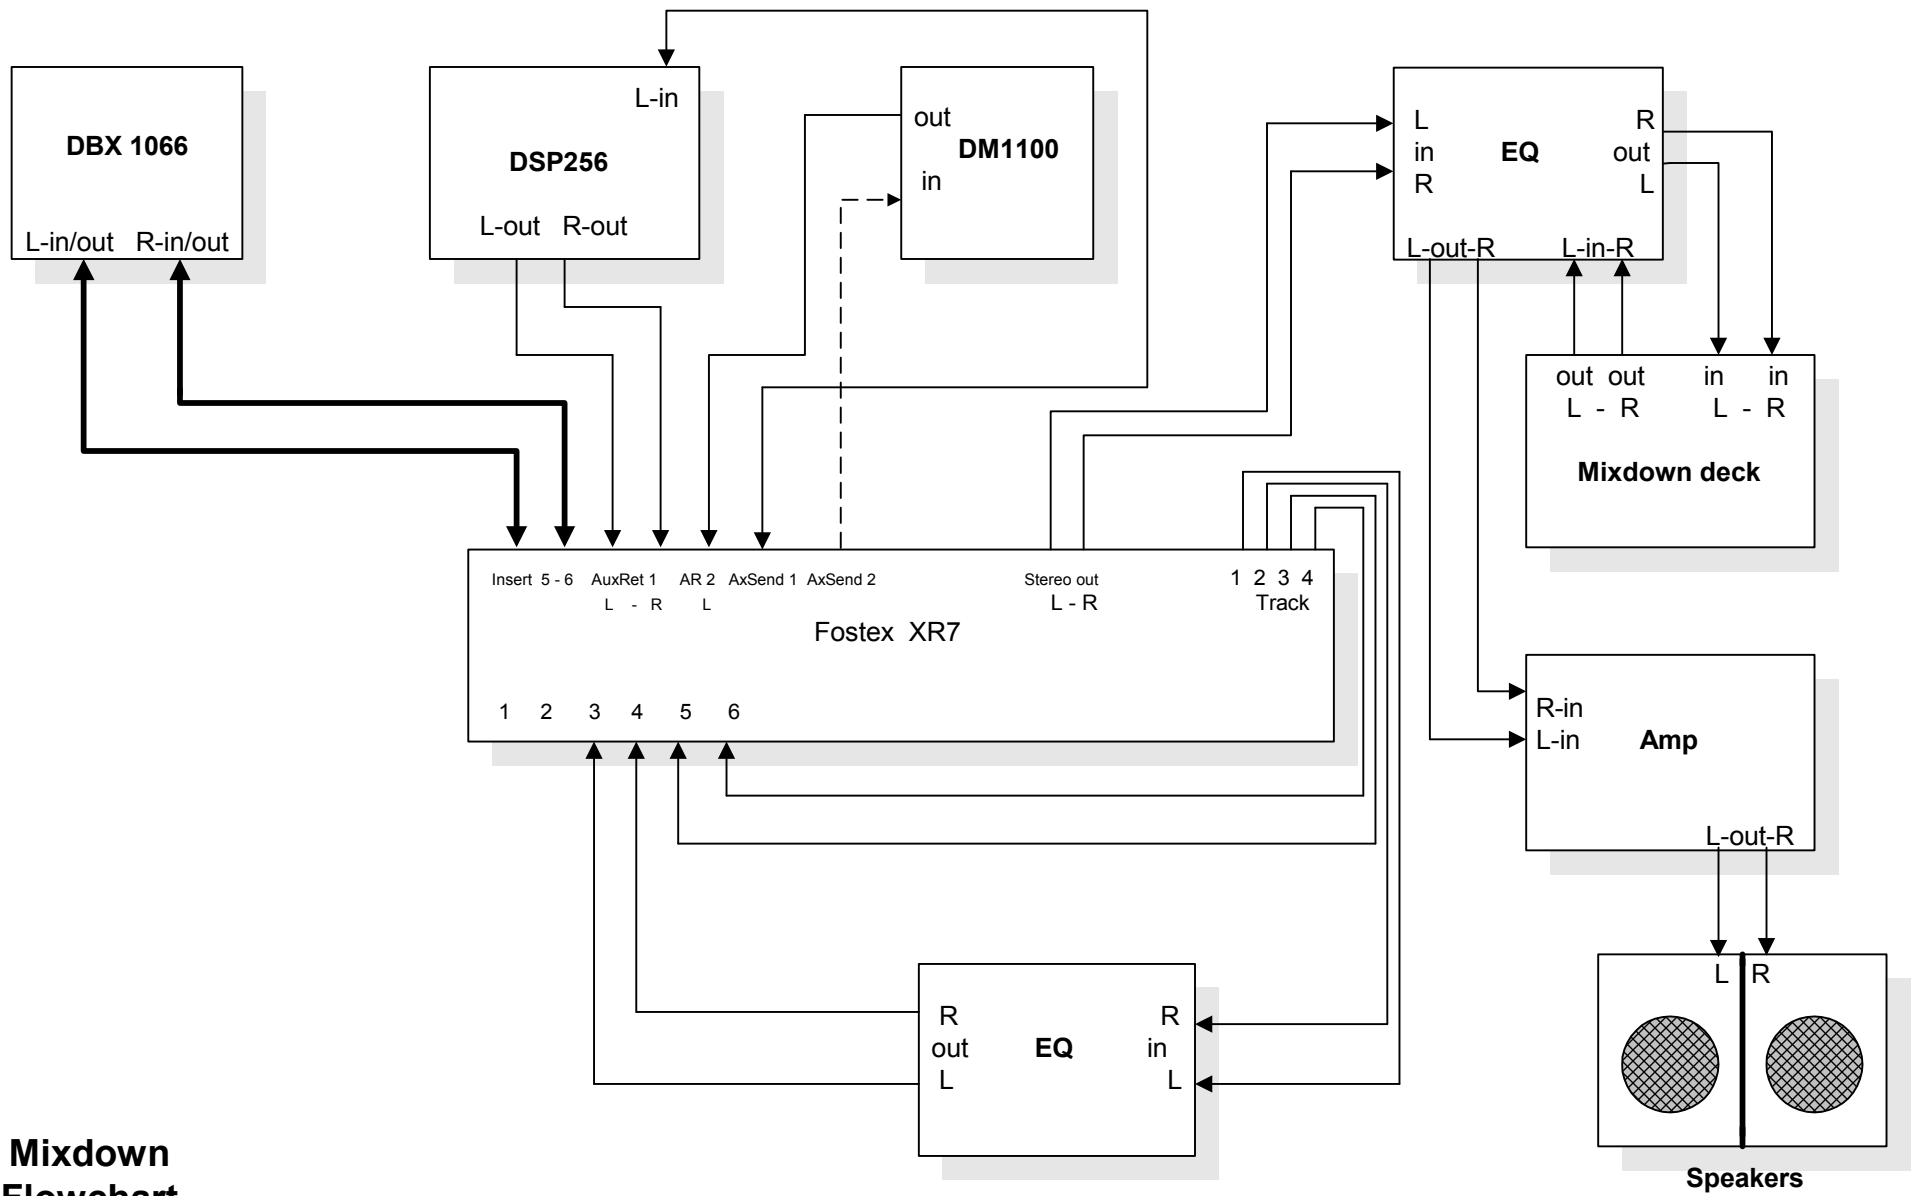 DBX 1066
L-in/out R-in/out
L-in
DSP256
L-out R-out
out
DM1100
in
L R
in EQ out
R L
L-out-R L-in-R
out out in in
L - R L - R
Mixdown deck
Insert 5 - 6 AuxRet 1 AR 2 AxSend 1 AxSend 2 Stereo out 1 2 3 4
L - R L L - R Track
Fostex XR7
1 2 3 4 5 6
R-in
L-in Amp
L-out-R
L R
R R
out EQ in
L L
Speakers
Mixdown
Flowchart